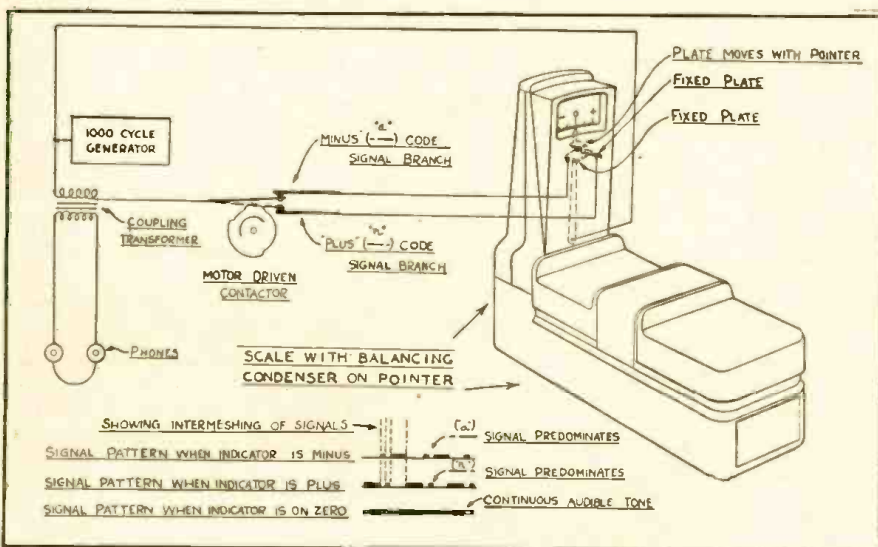 PLATE MOVES WITH POINTER
FIXED PLATE
FIXED PLATE
1000 CYCLE
GENERATOR
"a"
MINUS (·—) CODE
SIGNAL BRANCH
COUPLING
TRANSFORMER
"n"
"PLUS" (—·) CODE
SIGNAL BRANCH
MOTOR DRIVEN
CONTACTOR
PHONES
SCALE WITH BALANCING
CONDENSER ON POINTER
SHOWING INTERMESHING OF SIGNALS
("a") SIGNAL PREDOMINATES
SIGNAL PATTERN WHEN INDICATOR IS MINUS
("n") SIGNAL PREDOMINATES
SIGNAL PATTERN WHEN INDICATOR IS PLUS
CONTINUOUS AUDIBLE TONE
SIGNAL PATTERN WHEN INDICATOR IS ON ZERO